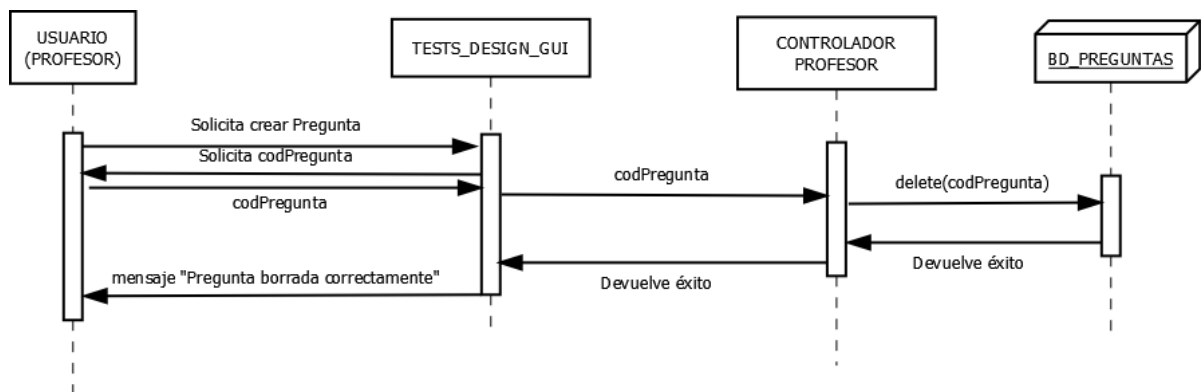 USUARIO
(PROFESOR)
TESTS_DESIGN_GUI
CONTROLADOR
PROFESOR
BD_PREGUNTAS
Solicita crear Pregunta
Solicita codPregunta
codPregunta
codPregunta
delete(codPregunta)
Devuelve éxito
Devuelve éxito
mensaje "Pregunta borrada correctamente"